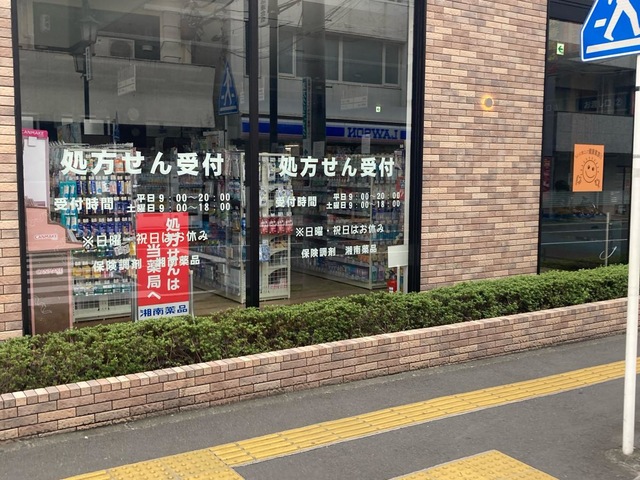 処方せん受付
受付時間 平日 9:00〜20:00
土曜日 9:00〜18:00
※日曜・祝日はお休み
保険調剤 湘南薬品
処方せんは
当薬局へ
湘南薬品
処方せん受付
受付時間 平日 9:00〜20:00
土曜日 9:00〜18:00
※日曜・祝日はお休み
保険調剤 湘南薬品
LAWSON